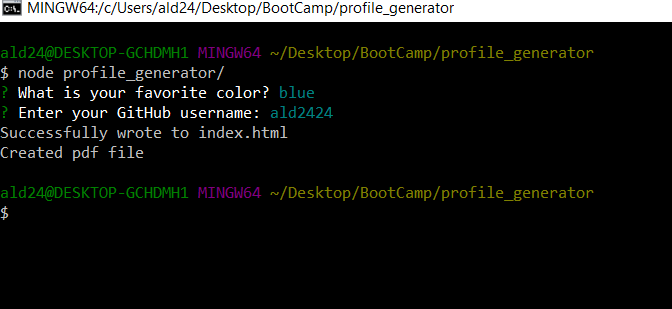 MINGW64:/c/Users/ald24/Desktop/BootCamp/profile_generator
ald24@DESKTOP-GCHDMH1 MINGW64 ~/Desktop/BootCamp/profile_generator
$ node profile_generator/
? What is your favorite color? blue
? Enter your GitHub username: ald2424
Successfully wrote to index.html
Created pdf file
ald24@DESKTOP-GCHDMH1 MINGW64 ~/Desktop/BootCamp/profile_generator
$